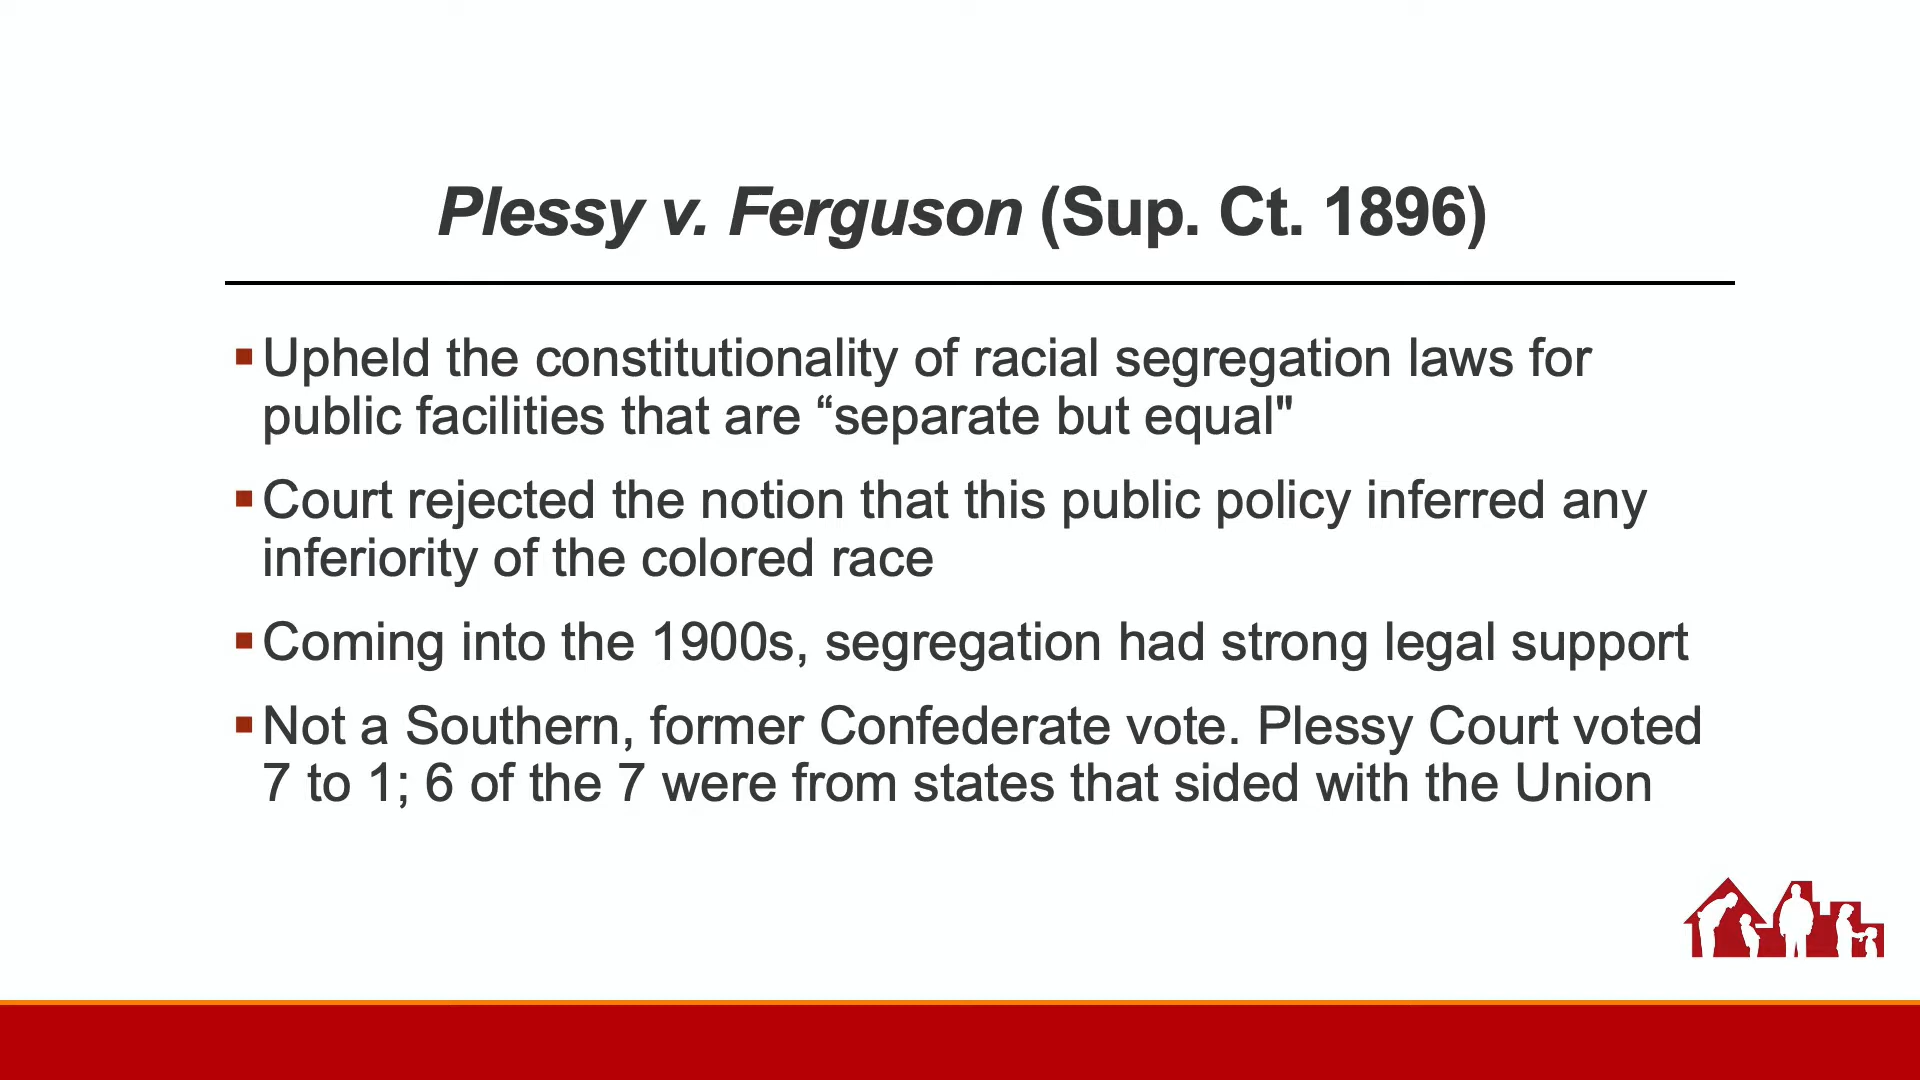 Plessy v. Ferguson (Sup. Ct. 1896)
▪Upheld the constitutionality of racial segregation laws for
public facilities that are “separate but equal"
▪Court rejected the notion that this public policy inferred any
inferiority of the colored race
▪Coming into the 1900s, segregation had strong legal support
▪Not a Southern, former Confederate vote. Plessy Court voted
7 to 1; 6 of the 7 were from states that sided with the Union